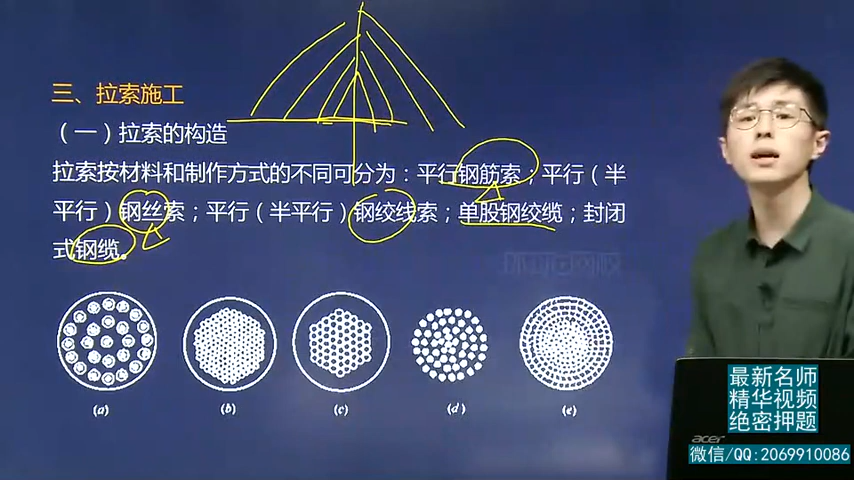 三、拉索施工
（一）拉索的构造
拉索按材料和制作方式的不同可分为：平行钢筋索；平行（半
平行）钢丝索；平行（半平行）钢绞线索；单股钢绞缆；封闭
式钢缆。
(a) (b) (c) (d) (e)
最新名师
精华视频
绝密押题
acer
微信/QQ:2069910086